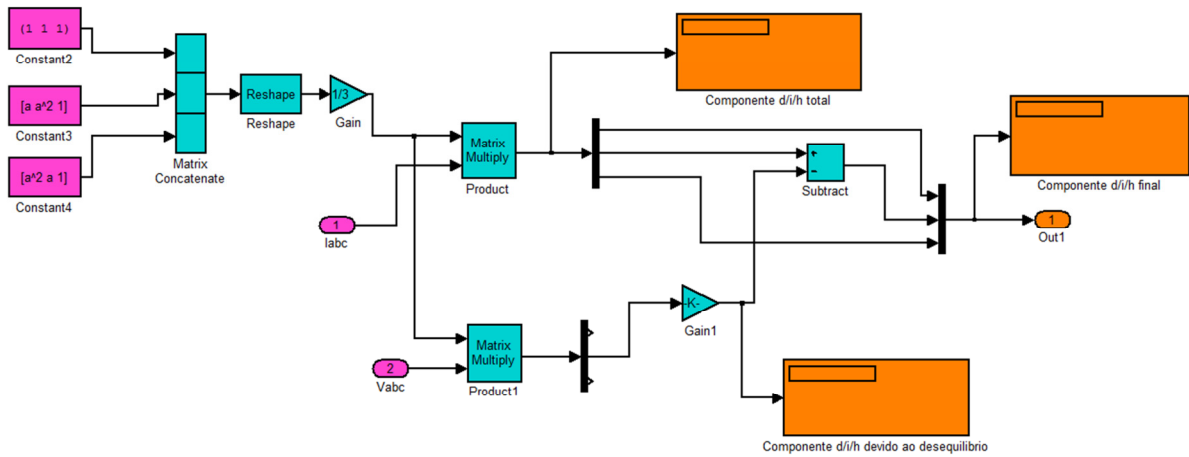 (1 1 1)
Constant2
[a a^2 1]
Constant3
[a^2 a 1]
Constant4
Matrix
Concatenate
Reshape
Reshape
1/3
Gain
Matrix
Multiply
Product
1
Iabc
2
Vabc
Matrix
Multiply
Product1
-K-
Gain1
Componente d/i/h total
+
-
Subtract
Componente d/i/h final
1
Out1
Componente d/i/h devido ao desequilibrio